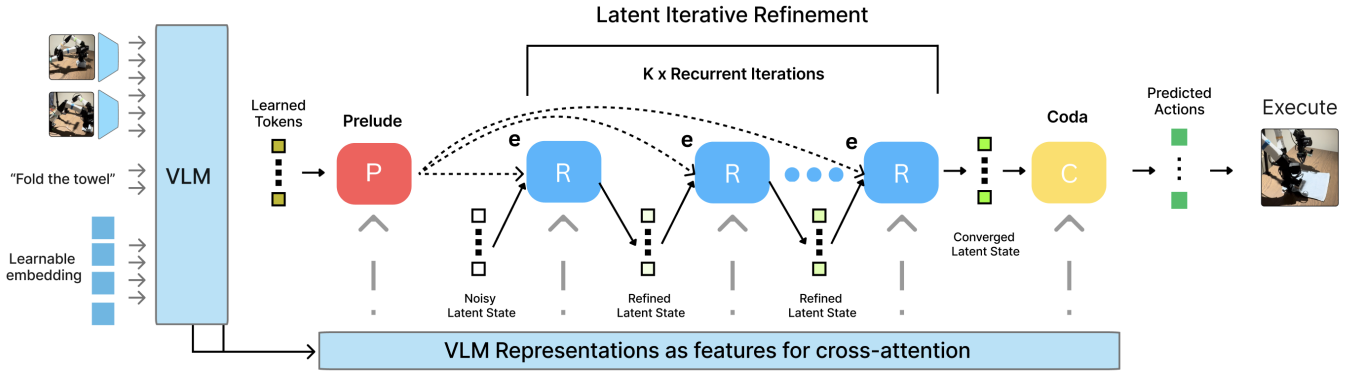 Latent Iterative Refinement
K x Recurrent Iterations
VLM
"Fold the towel"
Learnable
embedding
Learned
Tokens
Prelude
P
e
R
e
R
e
R
Noisy
Latent State
Refined
Latent State
Refined
Latent State
Converged
Latent State
Coda
C
Predicted
Actions
Execute
VLM Representations as features for cross-attention